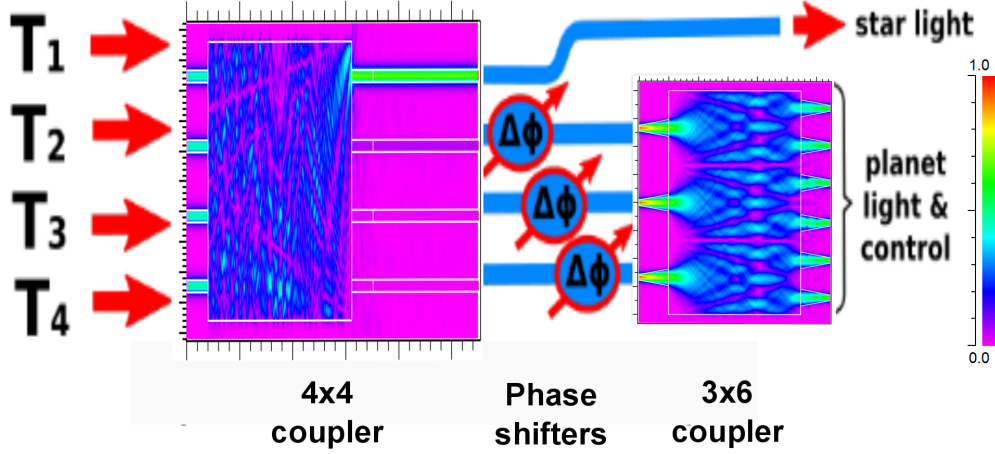 T1
T2
T3
T4
Δϕ
Δϕ
Δϕ
star light
planet
light &
control
1.0
0.0
4x4
coupler
Phase
shifters
3x6
coupler